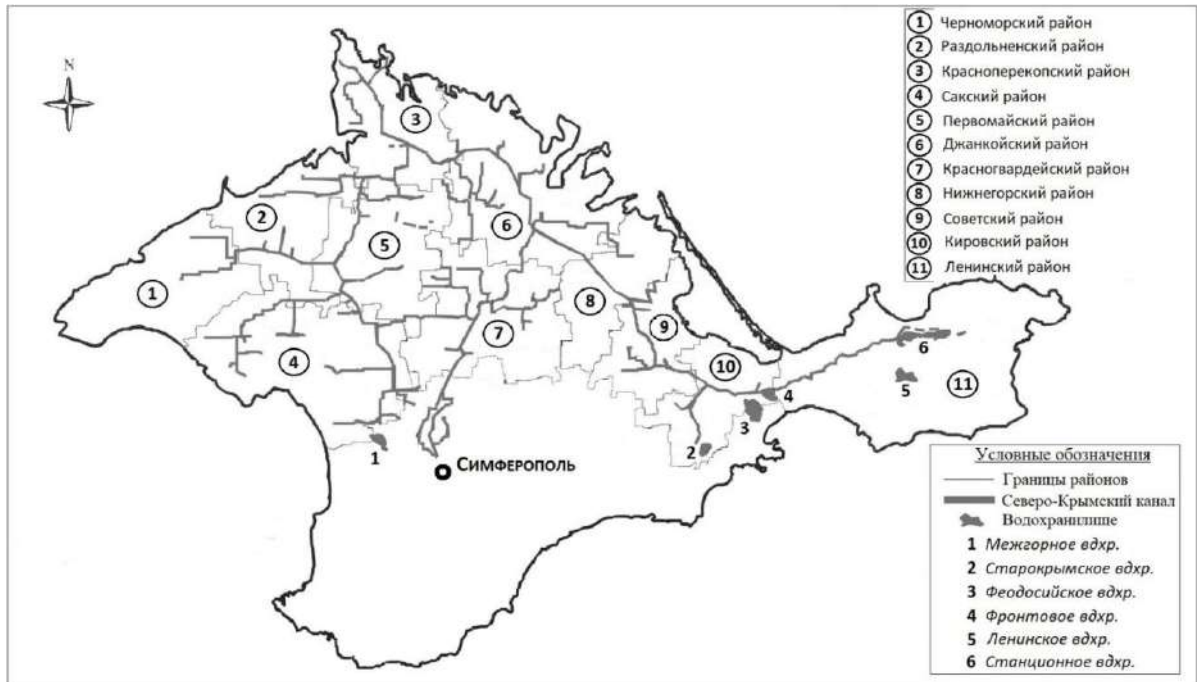 N
1 Черноморский район
2 Раздольненский район
3 Красноперекопский район
4 Сакский район
5 Первомайский район
6 Джанкойский район
7 Красногвардейский район
8 Нижнегорский район
9 Советский район
10 Кировский район
11 Ленинский район
3
2
6
5
1
8
9
7
4
10
6
11
5
4
3
2
1
Симферополь
Условные обозначения
Границы районов
Северо-Крымский канал
Водохранилище
1 Межгорное вдхр.
2 Старокрымское вдхр.
3 Феодосийское вдхр.
4 Фронтовое вдхр.
5 Ленинское вдхр.
6 Станционное вдхр.